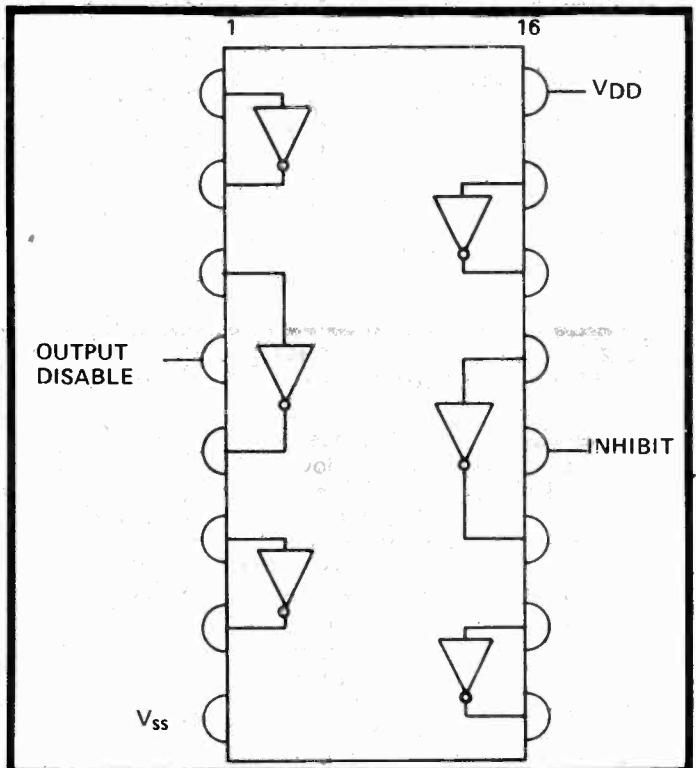 1
16
VDD
OUTPUT
DISABLE
INHIBIT
Vss